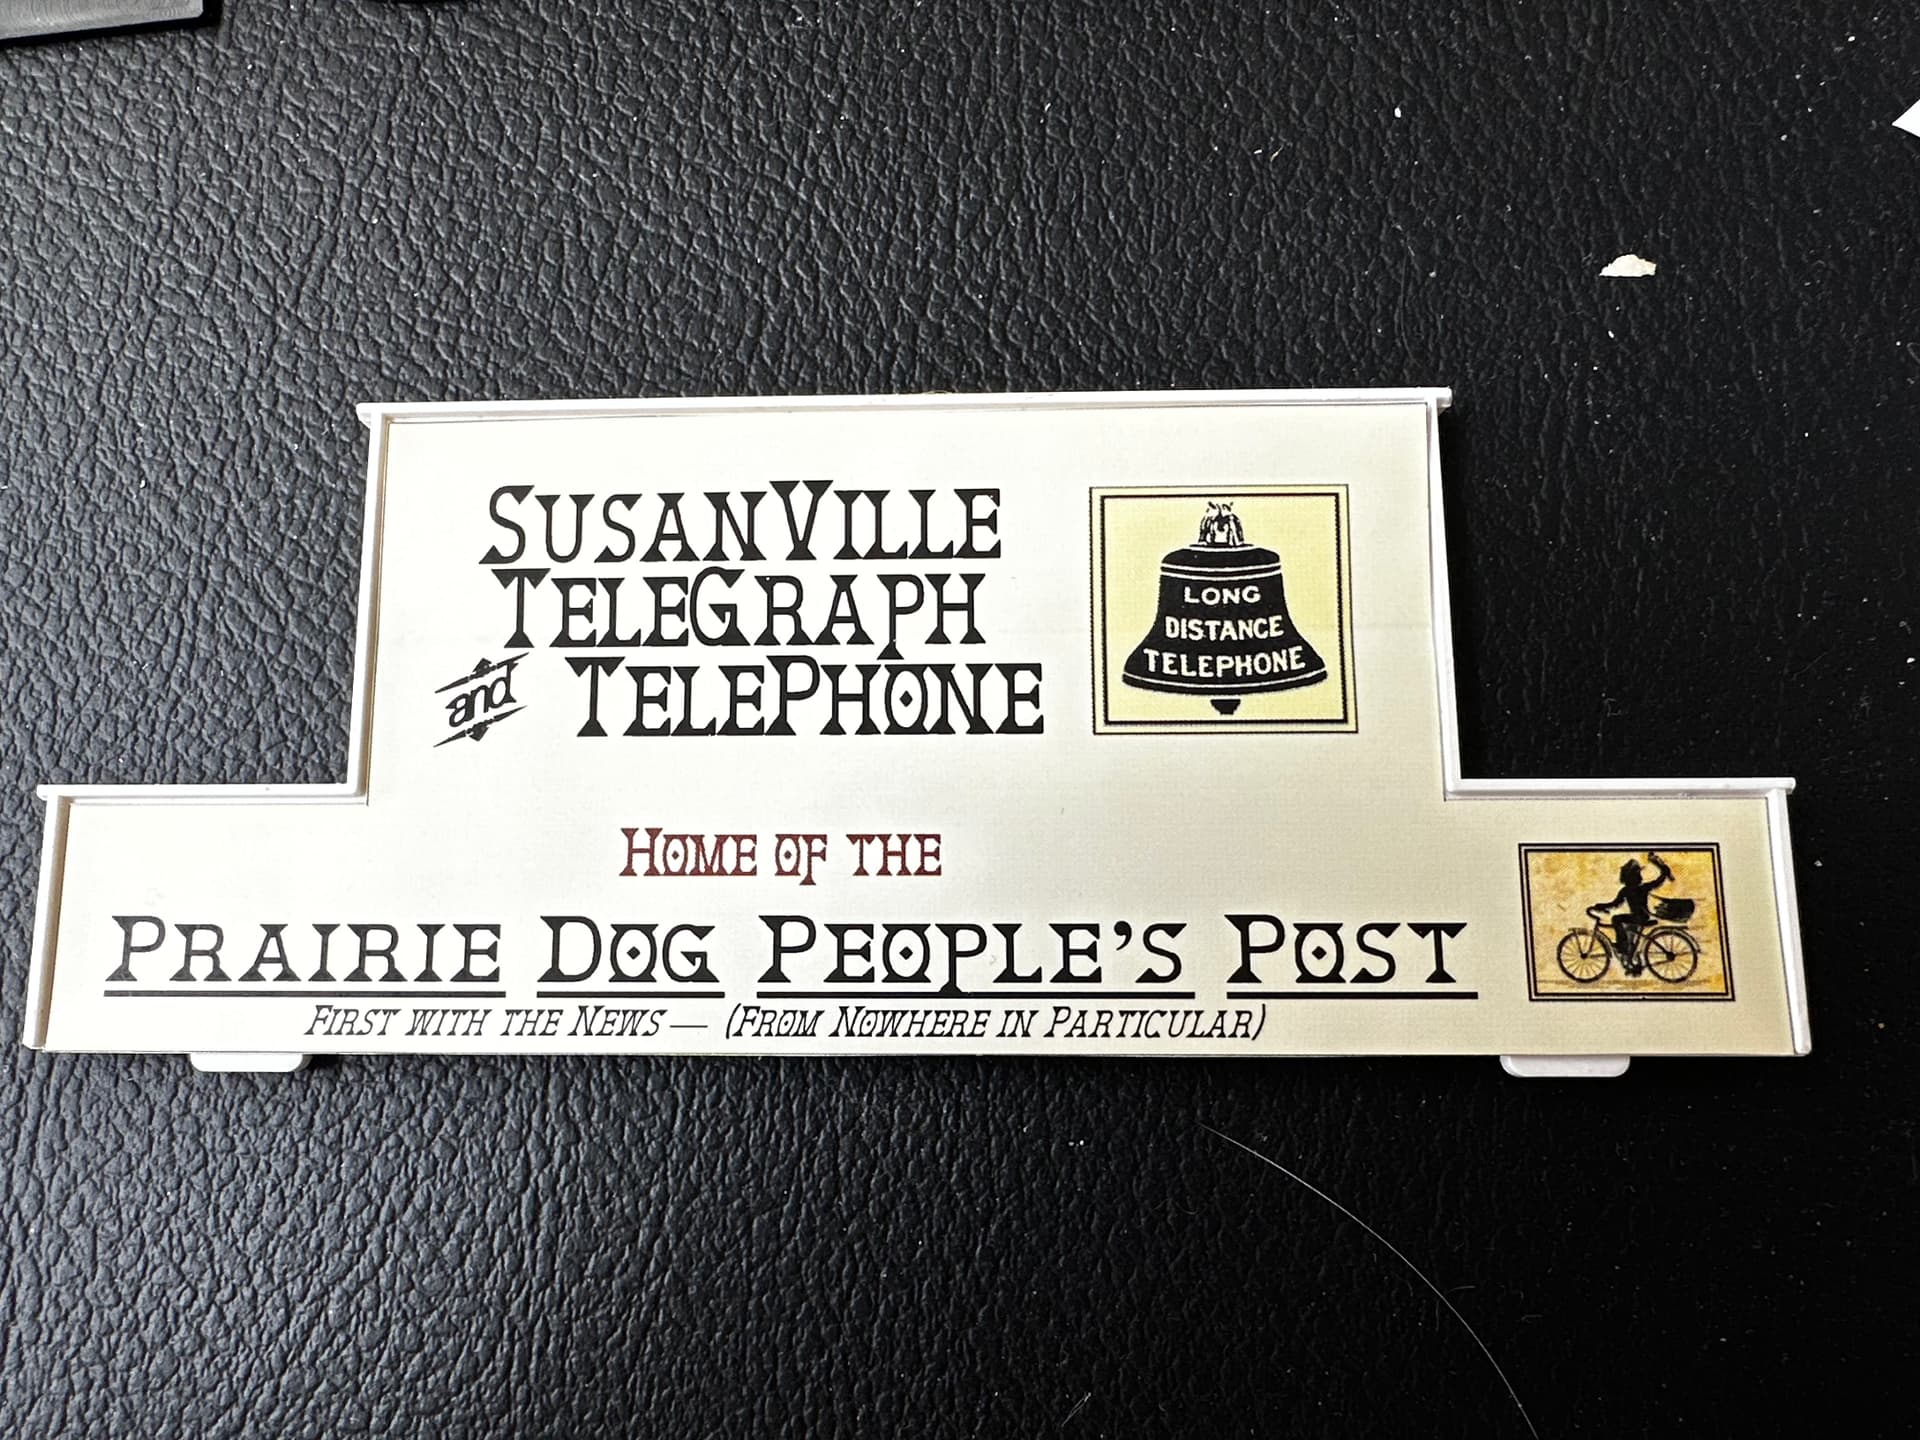 SUSANVILLE
TELEGRAPH
and TELEPHONE
LONG
DISTANCE
TELEPHONE
HOME OF THE
PRAIRIE DOG PEOPLE'S POST
FIRST WITH THE NEWS— (FROM NOWHERE IN PARTICULAR)